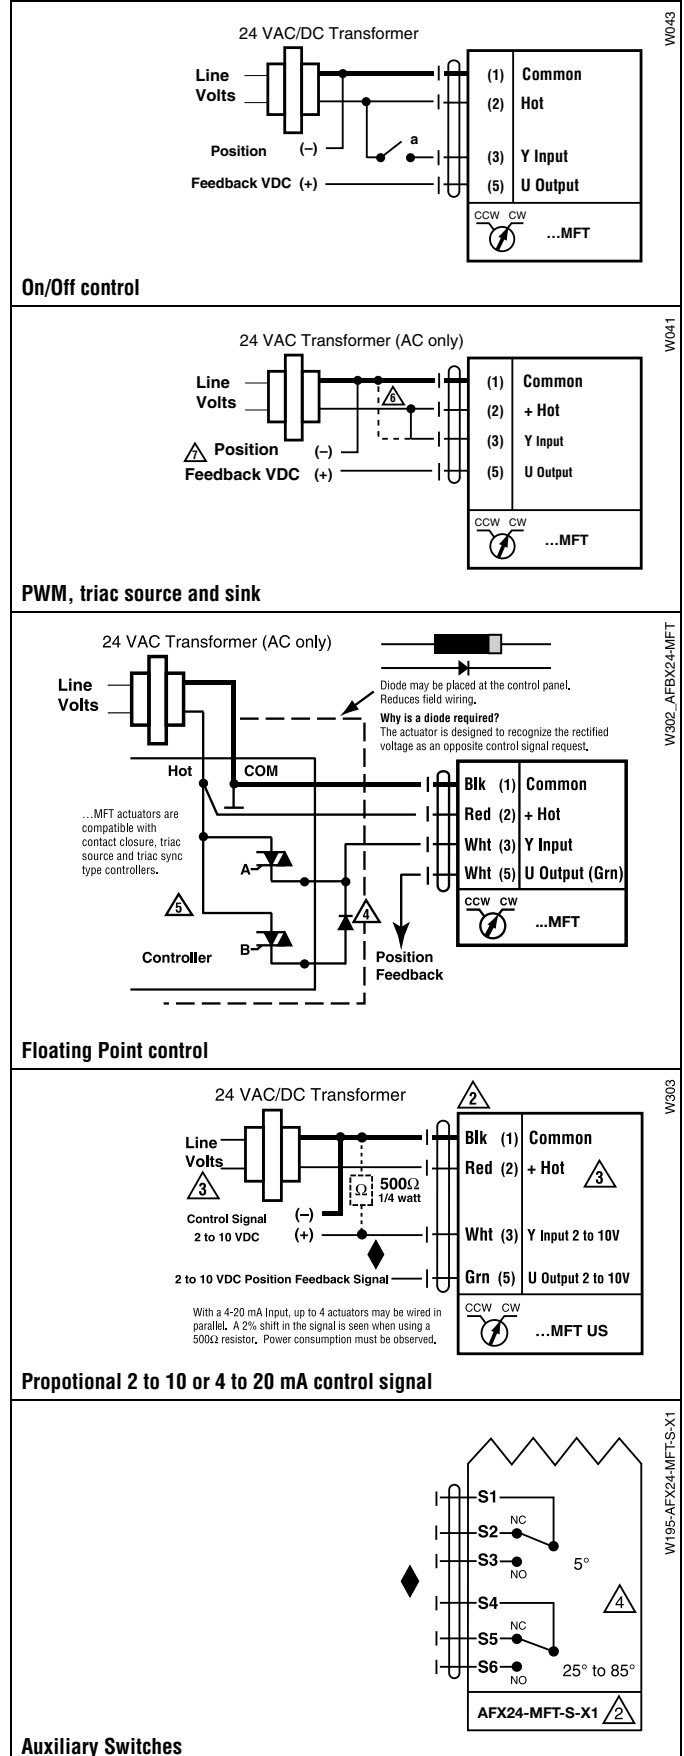 W043
24 VAC/DC Transformer
Line
Volts
(1) Common
(2) Hot
a
Position (–)
(3) Y Input
Feedback VDC (+)
(5) U Output
CCW CW
...MFT
On/Off control
W041
24 VAC Transformer (AC only)
Line
Volts
(1) Common
6
(2) + Hot
(3) Y Input
7 Position (–)
Feedback VDC (+)
(5) U Output
CCW CW
...MFT
PWM, triac source and sink
W302_AFBX24-MFT
24 VAC Transformer (AC only)
Line
Volts
Diode may be placed at the control panel.
Reduces field wiring.
Why is a diode required?
The actuator is designed to recognize the rectified
voltage as an opposite control signal request.
Hot COM
Blk (1) Common
Red (2) + Hot
Wht (3) Y Input
Wht (5) U Output (Grn)
...MFT actuators are
compatible with
contact closure, triac
source and triac sync
type controllers.
A
5
4
B
Controller
CCW CW
...MFT
Position
Feedback
Floating Point control
W303
24 VAC/DC Transformer
2
Line
Volts
3
Blk (1) Common
Red (2) + Hot
3
Ω 500Ω
1/4 watt
Control Signal (–)
2 to 10 VDC (+)
Wht (3) Y Input 2 to 10V
2 to 10 VDC Position Feedback Signal
Grn (5) U Output 2 to 10V
With a 4-20 mA Input, up to 4 actuators may be wired in
parallel. A 2% shift in the signal is seen when using a
500Ω resistor. Power consumption must be observed.
CCW CW
...MFT US
Propotional 2 to 10 or 4 to 20 mA control signal
W195-AFX24-MFT-S-X1
S1
NC
S2
S3
NO
5°
S4
4
NC
S5
S6
NO
25° to 85°
AFX24-MFT-S-X1 2
Auxiliary Switches